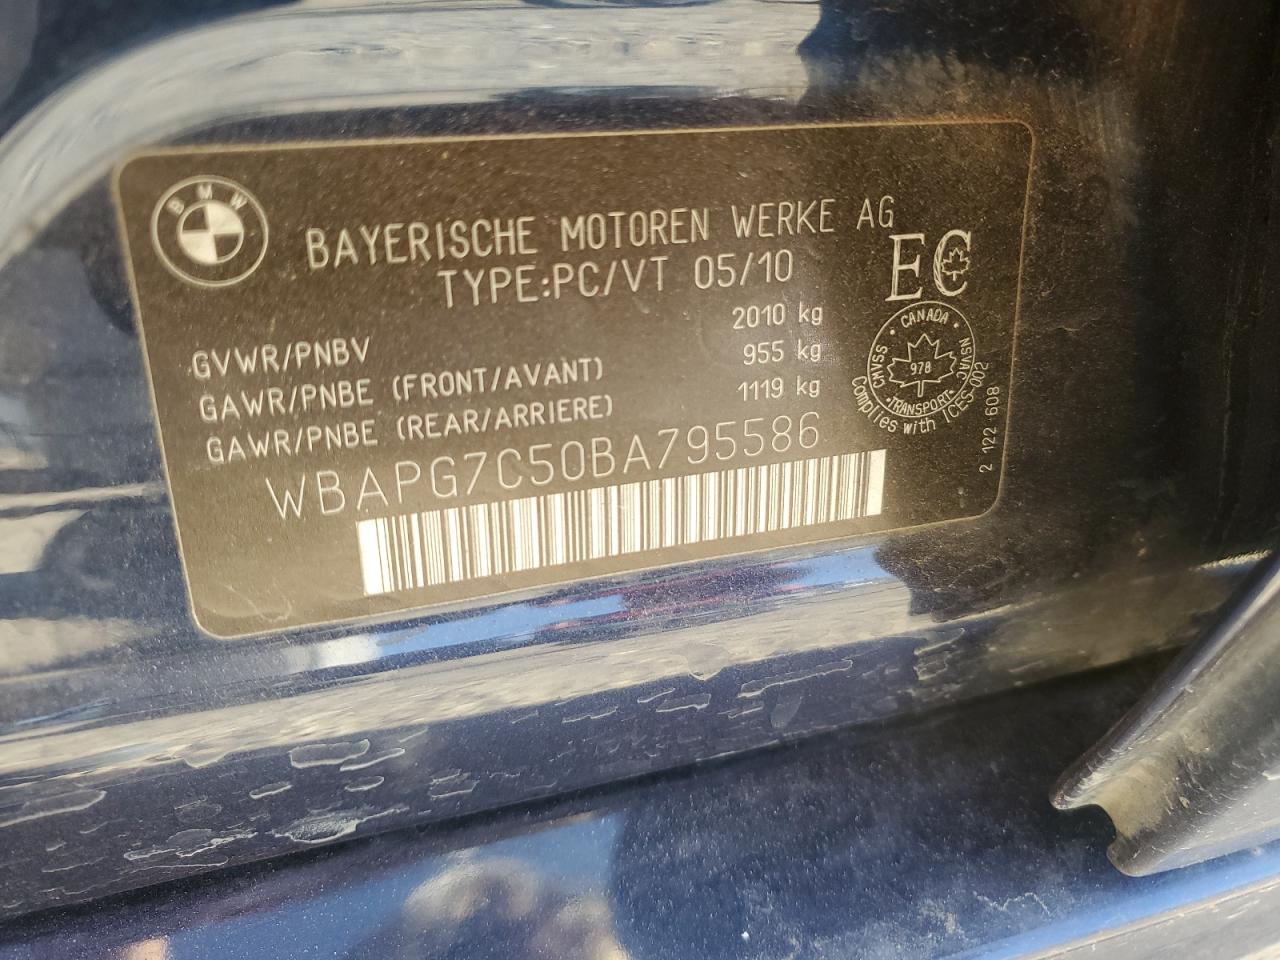 BMW
BAYERISCHE MOTOREN WERKE AG
TYPE:PC/VT 05/10
EC
GVWR/PNBV 2010 kg
GAWR/PNBE (FRONT/AVANT) 955 kg
GAWR/PNBE (REAR/ARRIERE) 1119 kg
WBAPG7C50BA795586
CANADA
CMVSS 978 NSVAC
TRANSPORT
Complies with ICES-002
2 122 608